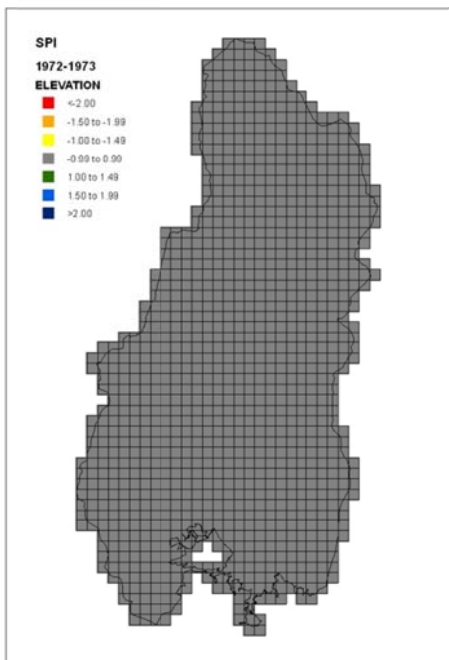 SPI
1972-1973
ELEVATION
<-2.00
-1.50 to -1.99
-1.00 to -1.49
-0.99 to 0.99
1.00 to 1.49
1.50 to 1.99
>2.00